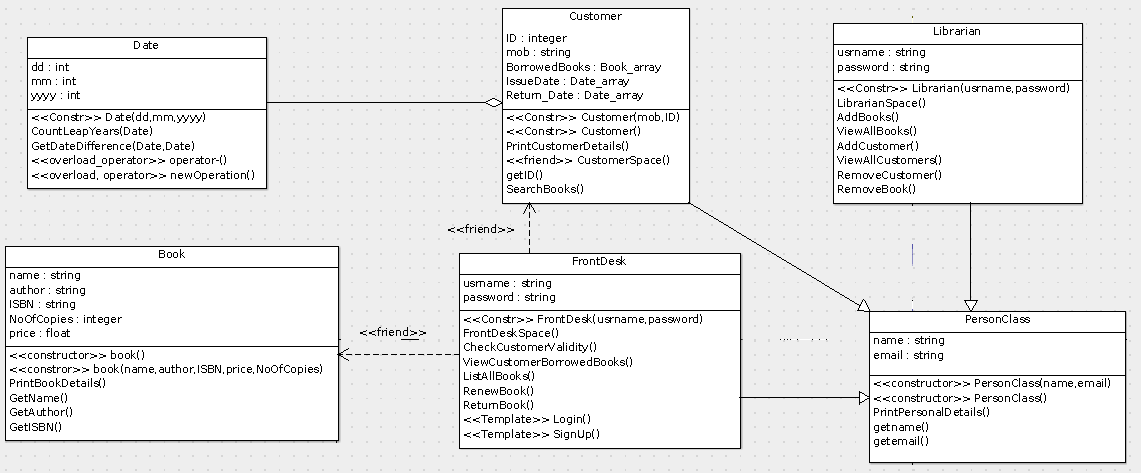 Date
dd : int
mm : int
yyyy : int
<<Constr>> Date(dd,mm,yyyy)
CountLeapYears(Date)
GetDateDifference(Date,Date)
<<overload_operator>> operator-()
<<overload, operator>> newOperation()
Customer
ID : integer
mob : string
BorrowedBooks : Book_array
IssueDate : Date_array
Return_Date : Date_array
<<Constr>> Customer(mob,ID)
<<Constr>> Customer()
PrintCustomerDetails()
<<friend>> CustomerSpace()
getID()
SearchBooks()
Librarian
usrname : string
password : string
<<Constr>> Librarian(usrname,password)
LibrarianSpace()
AddBooks()
ViewAllBooks()
AddCustomer()
ViewAllCustomers()
RemoveCustomer()
RemoveBook()
<<friend>>
Book
name : string
author : string
ISBN : string
NoOfCopies : integer
price : float
<<constructor>> book()
<<constror>> book(name,author,ISBN,price,NoOfCopies)
PrintBookDetails()
GetName()
GetAuthor()
GetISBN()
<<friend>>
FrontDesk
usrname : string
password : string
<<Constr>> FrontDesk(usrname,password)
FrontDeskSpace()
CheckCustomerValidity()
ViewCustomerBorrowedBooks()
ListAllBooks()
RenewBook()
ReturnBook()
<<Template>> Login()
<<Template>> SignUp()
PersonClass
name : string
email : string
<<constructor>> PersonClass(name,email)
<<constructor>> PersonClass()
PrintPersonalDetails()
getname()
getemail()